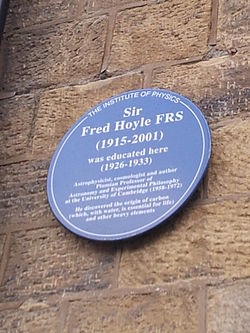 THE INSTITUTE OF PHYSICS
Sir
Fred Hoyle FRS
(1915-2001)
was educated here
(1926-1933)
Astrophysicist, cosmologist and author
Plumian Professor of
Astronomy and Experimental Philosophy
at the University of Cambridge (1958-1972)
He discovered the origin of carbon
(which, with water, is essential for life)
and other heavy elements